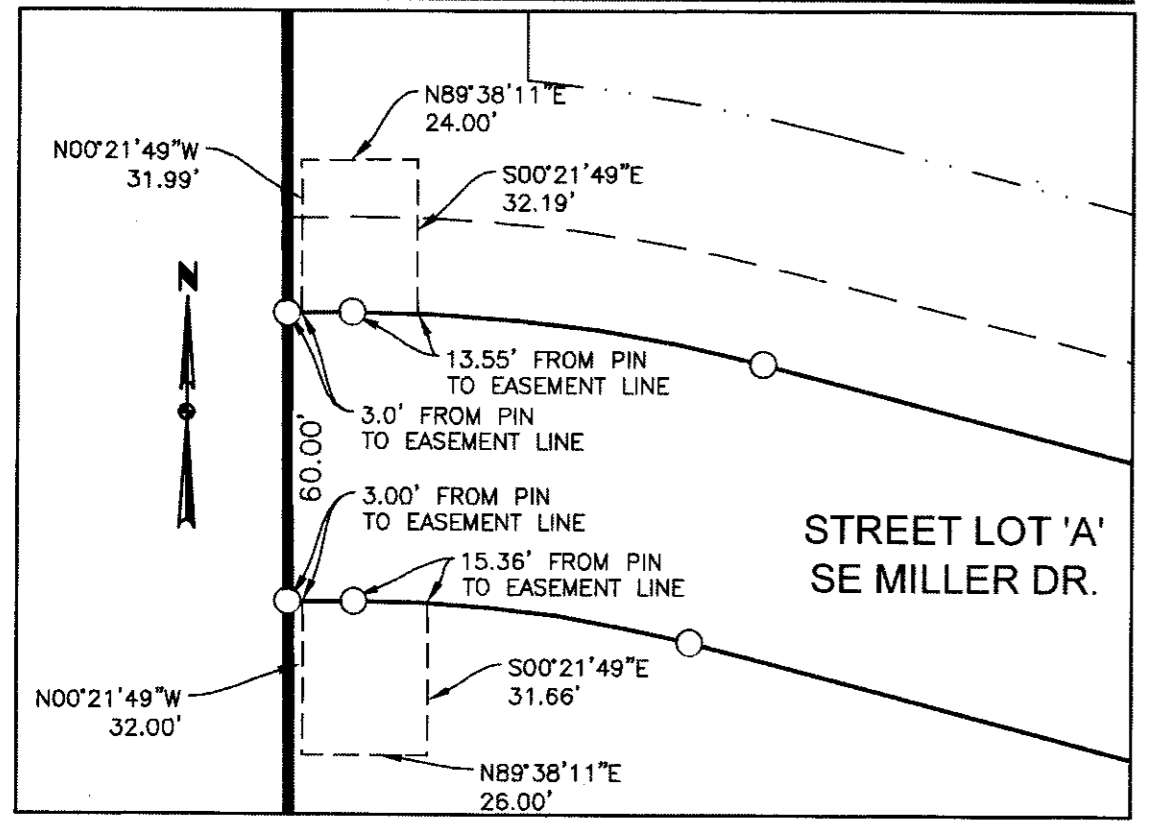 N89°38'11"E
24.00'
N00°21'49"W
31.99'
S00°21'49"E
32.19'
N
13.55' FROM PIN
TO EASEMENT LINE
3.0' FROM PIN
TO EASEMENT LINE
60.00'
3.00' FROM PIN
TO EASEMENT LINE
15.36' FROM PIN
TO EASEMENT LINE
STREET LOT 'A'
SE MILLER DR.
S00°21'49"E
31.66'
N00°21'49"W
32.00'
N89°38'11"E
26.00'